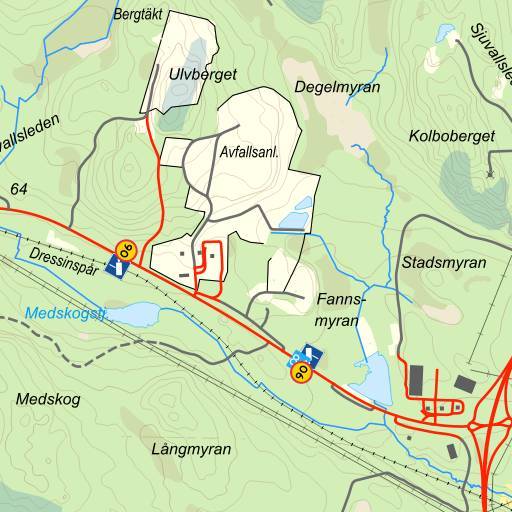 Bergtäkt
Sjuvallsle
Ulvberget
Degelmyran
vallsleden
Kolboberget
Avfallsanl.
64
90
Dressinspår
Stadsmyran
Medskogstj.
Fanns-
myran
90
Medskog
Långmyran